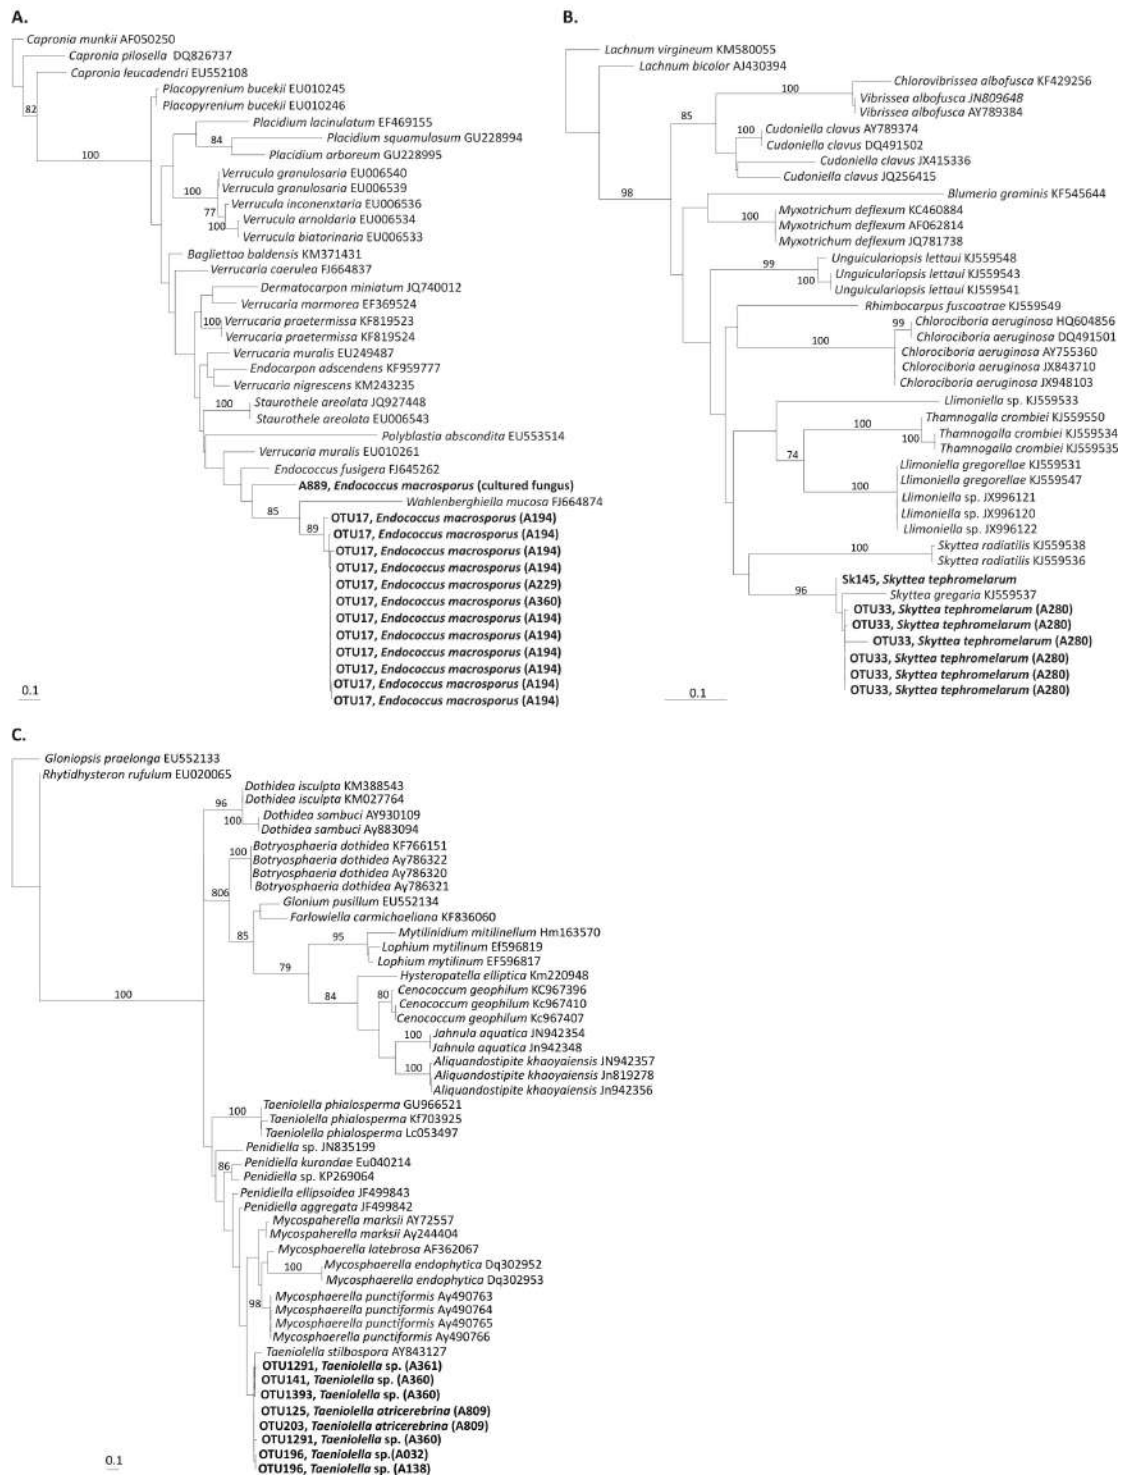 A.
Capronia munkii AF050250
Capronia pilosella DQ826737
Capronia leucadendri EU552108
82
Placopyrenium bucekii EU010245
Placopyrenium bucekii EU010246
100
Placidium lacinulatum EF469155
84
Placidium squamulosum GU228994
Placidium arboreum GU228995
Verrucula granulosaria EU006540
Verrucula granulosaria EU006539
100
Verrucula inconenxtaria EU006536
77
Verrucula arnoldaria EU006534
100
Verrucula biatorinaria EU006533
Bagliettoa baldensis KM371431
Verrucaria caerulea FJ664837
Dermatocarpon miniatum JQ740012
Verrucaria marmorea EF369524
100
Verrucaria praetermissa KF819523
Verrucaria praetermissa KF819524
Verrucaria muralis EU249487
Endocarpon adscendens KF959777
Verrucaria nigrescens KM243235
100
Staurothele areolata JQ927448
Staurothele areolata EU006543
Polyblastia abscondita EU553514
Verrucaria muralis EU010261
Endococcus fusigera FJ645262
A889, Endococcus macrosporus (cultured fungus)
85
Wahlenberghiella mucosa FJ664874
89
OTU17, Endococcus macrosporus (A194)
OTU17, Endococcus macrosporus (A194)
OTU17, Endococcus macrosporus (A194)
OTU17, Endococcus macrosporus (A194)
OTU17, Endococcus macrosporus (A229)
OTU17, Endococcus macrosporus (A360)
OTU17, Endococcus macrosporus (A194)
OTU17, Endococcus macrosporus (A194)
OTU17, Endococcus macrosporus (A194)
OTU17, Endococcus macrosporus (A194)
OTU17, Endococcus macrosporus (A194)
OTU17, Endococcus macrosporus (A194)
0.1
B.
Lachnum virgineum KM580055
Lachnum bicolor AJ430394
100
Chlorovibrissea albofusca KF429256
Vibrissea albofusca JN809648
Vibrissea albofusca AY789384
85
100
Cudoniella clavus AY789374
Cudoniella clavus DQ491502
Cudoniella clavus JX415336
Cudoniella clavus JQ256415
98
Blumeria graminis KF545644
100
Myxotrichum deflexum KC460884
Myxotrichum deflexum AF062814
Myxotrichum deflexum JQ781738
99
Unguiculariopsis lettaui KJ559548
100
Unguiculariopsis lettaui KJ559543
Unguiculariopsis lettaui KJ559541
Rhimbocarpus fuscoatrae KJ559549
99
Chlorociboria aeruginosa HQ604856
Chlorociboria aeruginosa DQ491501
100
Chlorociboria aeruginosa AY755360
Chlorociboria aeruginosa JX843710
Chlorociboria aeruginosa JX948103
Llimoniella sp. KJ559533
100
Thamnogalla crombiei KJ559550
100
Thamnogalla crombiei KJ559534
Thamnogalla crombiei KJ559535
74
Llimoniella gregorellae KJ559531
Llimoniella gregorellae KJ559547
100
Llimoniella sp. JX996121
Llimoniella sp. JX996120
Llimoniella sp. JX996122
100
Skyttea radiatilis KJ559538
Skyttea radiatilis KJ559536
96
Sk145, Skyttea tephromelarum
Skyttea gregaria KJ559537
OTU33, Skyttea tephromelarum (A280)
OTU33, Skyttea tephromelarum (A280)
OTU33, Skyttea tephromelarum (A280)
OTU33, Skyttea tephromelarum (A280)
OTU33, Skyttea tephromelarum (A280)
OTU33, Skyttea tephromelarum (A280)
0.1
C.
Gloniopsis praelonga EU552133
Rhytidhysteron rufulum EU020065
Dothidea isculpta KM388543
96
Dothidea isculpta KM027764
100
Dothidea sambuci AY930109
Dothidea sambuci Ay883094
100
Botryosphaeria dothidea KF766151
Botryosphaeria dothidea Ay786322
Botryosphaeria dothidea Ay786320
Botryosphaeria dothidea Ay786321
806
Glonium pusillum EU552134
Farlowiella carmichaeliana KF836060
85
95
Mytilinidium mitilinellum Hm163570
Lophium mytilinum Ef596819
Lophium mytilinum EF596817
79
Hysteropatella elliptica Km220948
84
80
Cenococcum geophilum KC967396
Cenococcum geophilum Kc967410
Cenococcum geophilum Kc967407
100
100
Jahnula aquatica JN942354
Jahnula aquatica Jn942348
100
Aliquandostipite khaoyaiensis JN942357
Aliquandostipite khaoyaiensis Jn819278
Aliquandostipite khaoyaiensis Jn942356
100
Taeniolella phialosperma GU966521
Taeniolella phialosperma Kf703925
Taeniolella phialosperma Lc053497
Penidiella sp. JN835199
86
Penidiella kurandae Eu040214
Penidiella sp. KP269064
Penidiella ellipsoidea JF499843
Penidiella aggregata JF499842
Mycospaherella marksii AY72557
Mycospaherella marksii Ay244404
Mycosphaerella latebrosa AF362067
100
Mycosphaerella endophytica Dq302952
Mycosphaerella endophytica Dq302953
98
Mycosphaerella punctiformis Ay490763
Mycosphaerella punctiformis Ay490764
Mycosphaerella punctiformis Ay490765
Mycosphaerella punctiformis Ay490766
Taeniolella stilbospora AY843127
OTU1291, Taeniolella sp. (A361)
OTU141, Taeniolella sp. (A360)
OTU1393, Taeniolella sp. (A360)
OTU125, Taeniolella atricerebrina (A809)
OTU203, Taeniolella atricerebrina (A809)
OTU1291, Taeniolella sp. (A360)
OTU196, Taeniolella sp.(A032)
OTU196, Taeniolella sp. (A138)
0.1